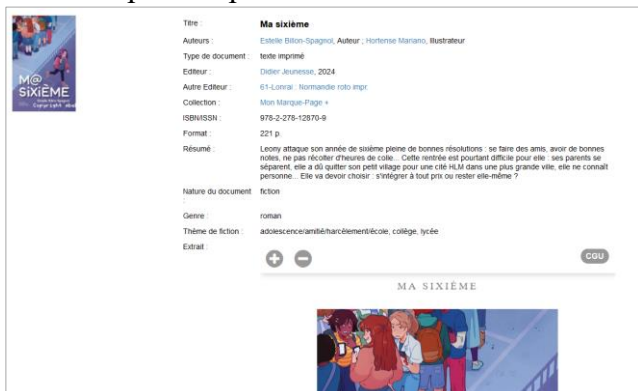 M@
SIXIÈME
Estelle Billon-Spagnol
Titre : Ma sixième
Auteurs : Estelle Billon-Spagnol, Auteur ; Hortense Mariano, Illustrateur
Type de document : texte imprimé
Editeur : Didier Jeunesse, 2024
Autre Editeur : 61-Lonrai : Normandie roto impr
Collection : Mon Marque-Page +
ISBN/ISSN : 978-2-278-12870-9
Format : 221 p.
Résumé : Leony attaque son année de sixième pleine de bonnes résolutions : se faire des amis, avoir de bonnes
notes, ne pas récolter d'heures de colle... Cette rentrée est pourtant difficile pour elle : ses parents se
séparent, elle a dû quitter son petit village pour une cité HLM dans une plus grande ville, elle ne connaît
personne... Elle va devoir choisir : s'intégrer à tout prix ou rester elle-même ?
Nature du document : fiction
Genre : roman
Thème de fiction : adolescence/amitié/harcèlement/école, collège, lycée
Extrait :
CGU
MA SIXIÈME